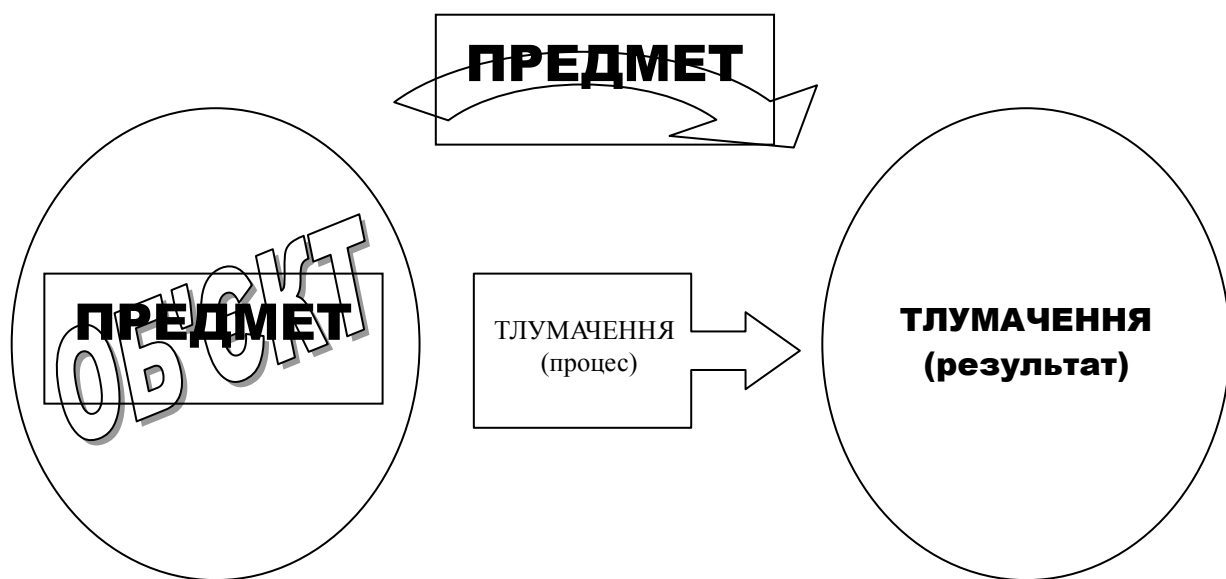 ПРЕДМЕТ
ОБ'ЄКТ
ПРЕДМЕТ
ТЛУМАЧЕННЯ
(процес)
ТЛУМАЧЕННЯ
(результат)